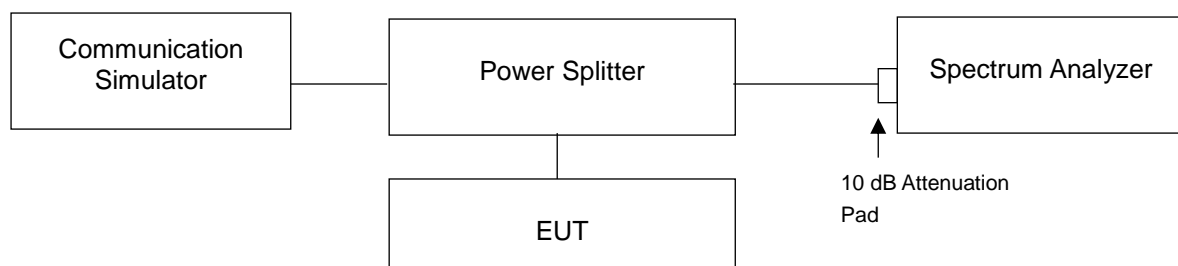 Communication
Simulator
Power Splitter
Spectrum Analyzer
10 dB Attenuation
Pad
EUT